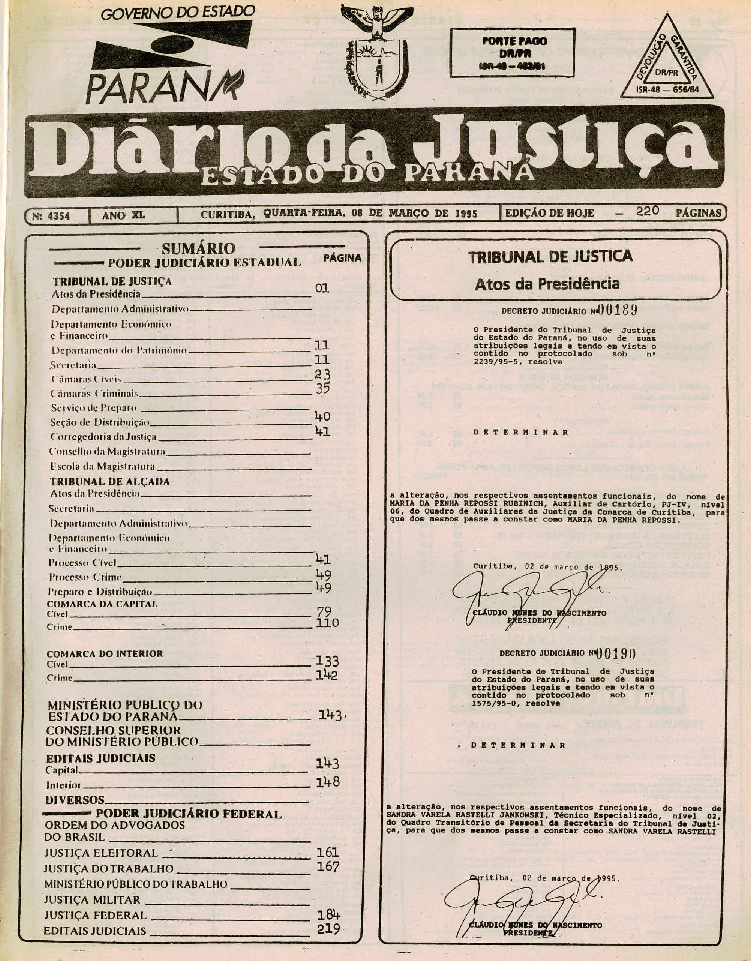 GOVERNO DO ESTADO
PARANÁ
PORTE PAGO
DR/PR
ISR-48 — 463/81
DEVOLUÇÃO GARANTIDA
DR/PR
ISR-48 — 656/84
Diário da Justiça
ESTADO DO PARANÁ
Nº 4354 ANO XL CURITIBA, QUARTA-FEIRA, 08 DE MARÇO DE 1995 EDIÇÃO DE HOJE — 220 PÁGINAS
SUMÁRIO
PODER JUDICIÁRIO ESTADUAL PÁGINA
TRIBUNAL DE JUSTIÇA
Atos da Presidência 01
Departamento Administrativo
Departamento Econômico
e Financeiro
Departamento do Patrimônio 11
Secretaria 11
Câmaras Cíveis 23
Câmaras Criminais 35
Serviço de Preparo
Seção de Distribuição 40
Corregedoria da Justiça 41
Conselho da Magistratura
Escola da Magistratura
TRIBUNAL DE ALÇADA
Atos da Presidência
Secretaria
Departamento Administrativo
Departamento Econômico
e Financeiro
Processo Cível 41
Processo Crime 49
Preparo e Distribuição 49
COMARCA DA CAPITAL
Cível 79
Crime 110
COMARCA DO INTERIOR
Cível 133
Crime 142
MINISTÉRIO PÚBLICO DO
ESTADO DO PARANÁ 143
CONSELHO SUPERIOR
DO MINISTÉRIO PÚBLICO
EDITAIS JUDICIAIS
Capital 143
Interior 148
DIVERSOS
PODER JUDICIÁRIO FEDERAL
ORDEM DO ADVOGADOS
DO BRASIL
JUSTIÇA ELEITORAL 161
JUSTIÇA DO TRABALHO 167
MINISTÉRIO PÚBLICO DO TRABALHO
JUSTIÇA MILITAR
JUSTIÇA FEDERAL 184
EDITAIS JUDICIAIS 219
TRIBUNAL DE JUSTICA
Atos da Presidência
DECRETO JUDICIÁRIO Nº 00189
O Presidente do Tribunal de Justiça
do Estado do Paraná, no uso de suas
atribuições legais e tendo em vista o
contido no protocolado sob nº
2239/95-5, resolve
D E T E R M I N A R
a alteração, nos respectivos assentamentos funcionais, do nome de
MARIA DA PENHA REPOSSI RUBINICH, Auxiliar de Cartório, PJ-IV, nível
06, do Quadro de Auxiliares da Justiça da Comarca de Curitiba, para
que dos mesmos passe a constar como MARIA DA PENHA REPOSSI.
Curitiba, 02 de março de 1995.
CLÁUDIO NUNES DO NASCIMENTO
PRESIDENTE
DECRETO JUDICIÁRIO Nº 00190
O Presidente do Tribunal de Justiça
do Estado do Paraná, no uso de suas
atribuições legais e tendo em vista o
contido no protocolado sob nº
1575/95-0, resolve
D E T E R M I N A R
a alteração, nos respectivos assentamentos funcionais, do nome de
SANDRA VARELA RASTELLI JANKOWSKI, Técnico Especializado, nível 02,
do Quadro Transitório de Pessoal da Secretaria do Tribunal de Justi-
ça, para que dos mesmos passe a constar como SANDRA VARELA RASTELLI
Curitiba, 02 de março de 1995.
CLÁUDIO NUNES DO NASCIMENTO
PRESIDENTE